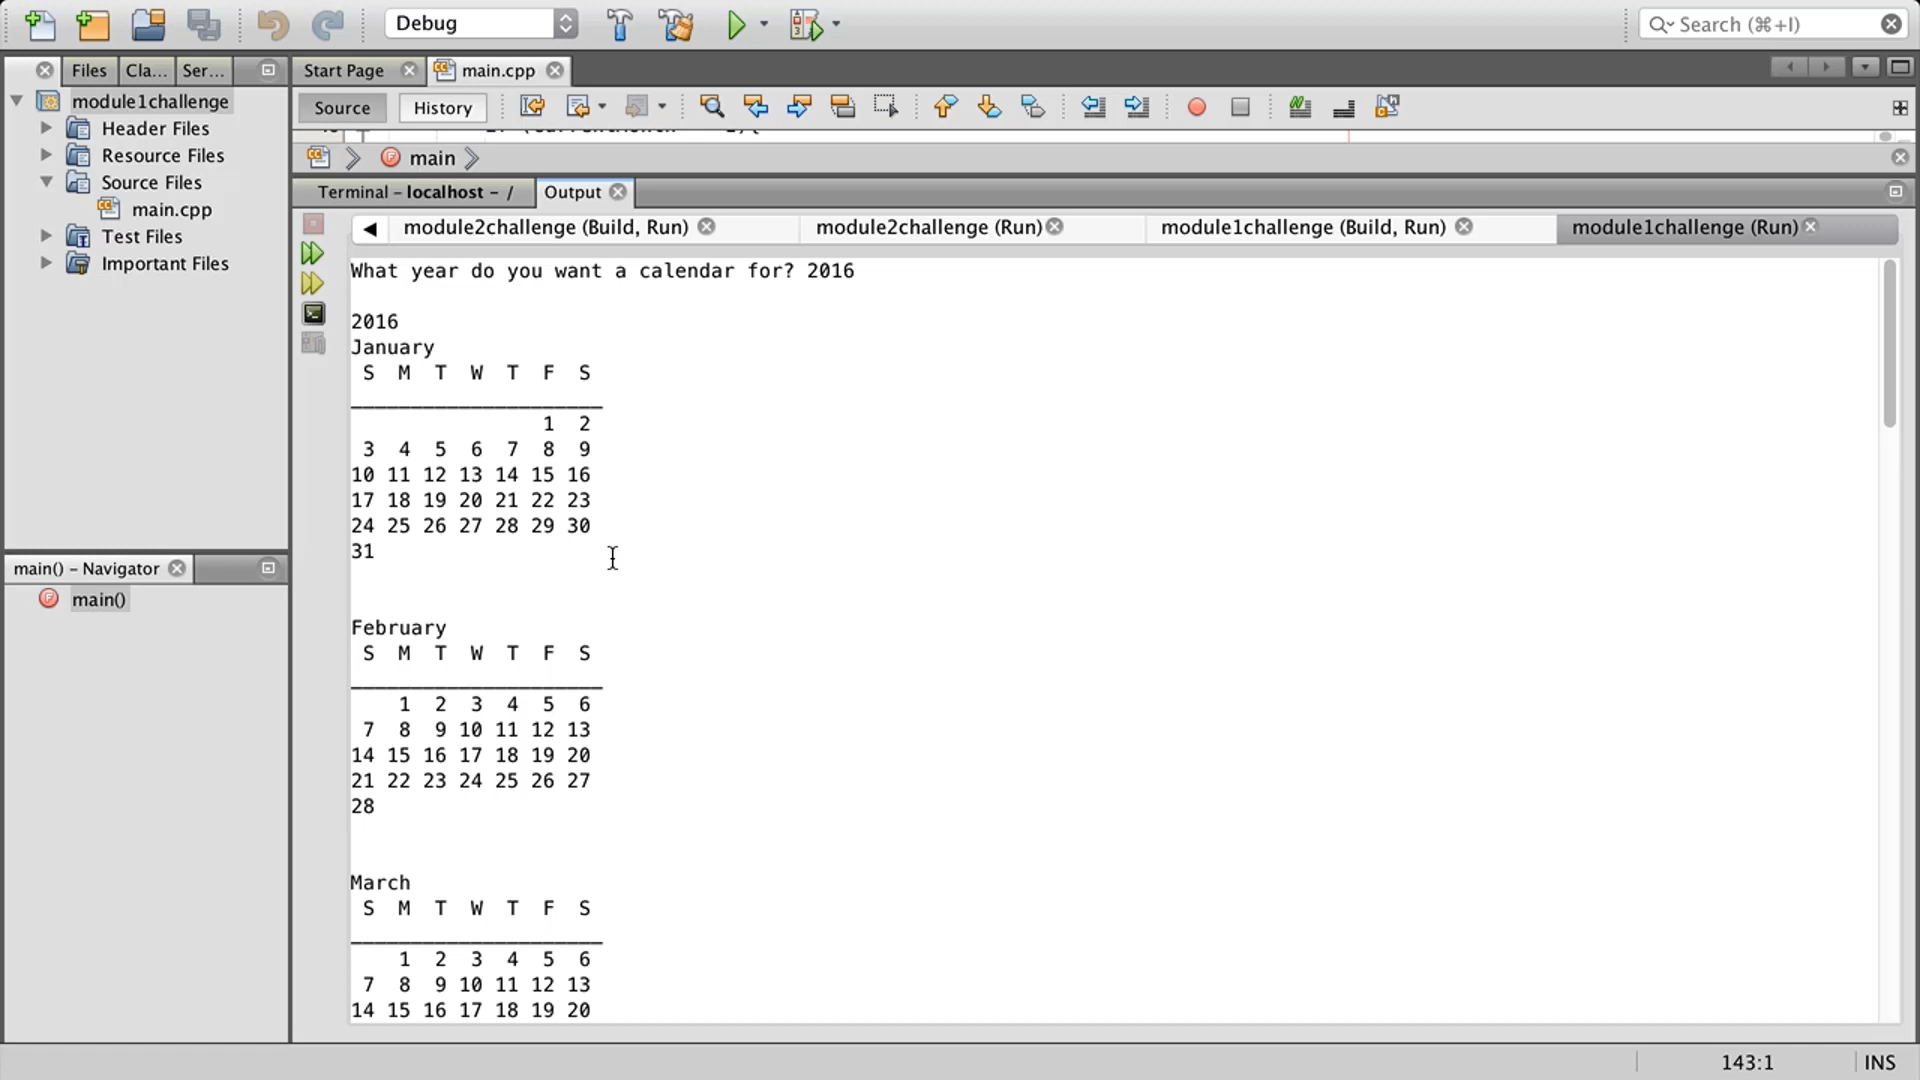 Debug
Search (⌘+I)
Files
Cla...
Ser...
Start Page
main.cpp
module1challenge
Header Files
Resource Files
Source Files
main.cpp
Test Files
Important Files
Source
History
main
Terminal – localhost – /
Output
module2challenge (Build, Run)
module2challenge (Run)
module1challenge (Build, Run)
module1challenge (Run)
What year do you want a calendar for? 2016
2016
January
S M T W T F S
1 2
3 4 5 6 7 8 9
10 11 12 13 14 15 16
17 18 19 20 21 22 23
24 25 26 27 28 29 30
31
February
S M T W T F S
1 2 3 4 5 6
7 8 9 10 11 12 13
14 15 16 17 18 19 20
21 22 23 24 25 26 27
28
March
S M T W T F S
1 2 3 4 5 6
7 8 9 10 11 12 13
14 15 16 17 18 19 20
main() – Navigator
main()
143:1
INS